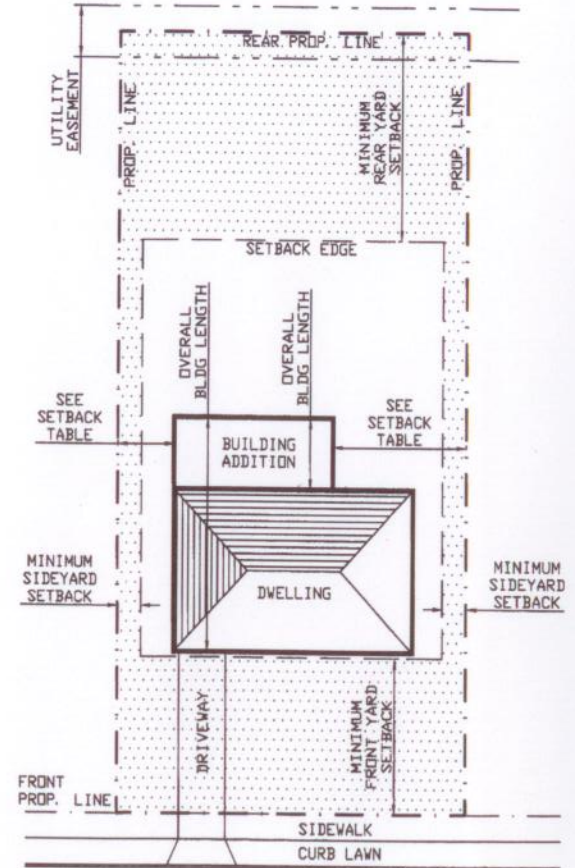 REAR PROP. LINE
UTILITY
EASEMENT
PROP. LINE
MINIMUM
REAR YARD
SETBACK
PROP. LINE
SETBACK EDGE
OVERALL
BLDG LENGTH
OVERALL
BLDG LENGTH
SEE
SETBACK
TABLE
SEE
SETBACK
TABLE
BUILDING
ADDITION
MINIMUM
SIDEYARD
SETBACK
MINIMUM
SIDEYARD
SETBACK
DWELLING
DRIVEWAY
MINIMUM
FRONT YARD
SETBACK
FRONT
PROP. LINE
SIDEWALK
CURB LAWN